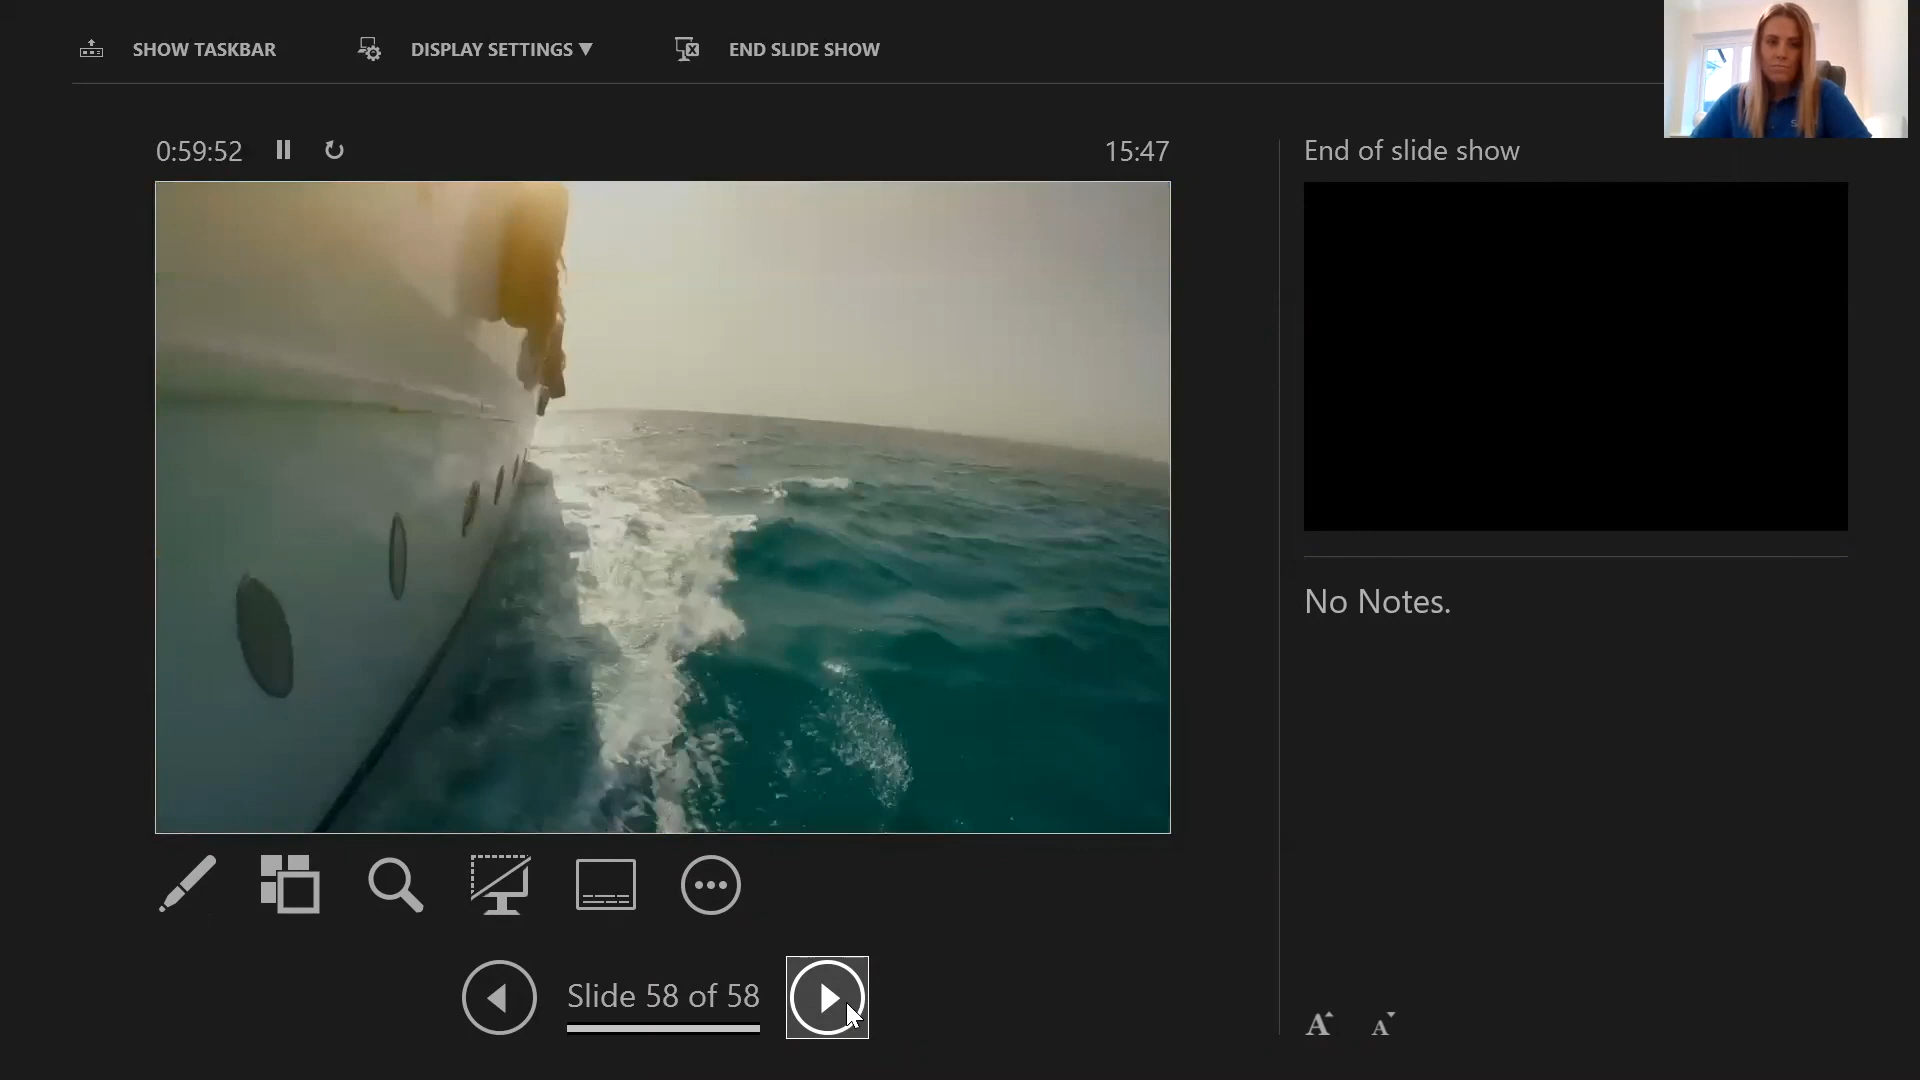 SHOW TASKBAR
DISPLAY SETTINGS ▼
END SLIDE SHOW
0:59:52
15:47
End of slide show
No Notes.
Slide 58 of 58
A
A